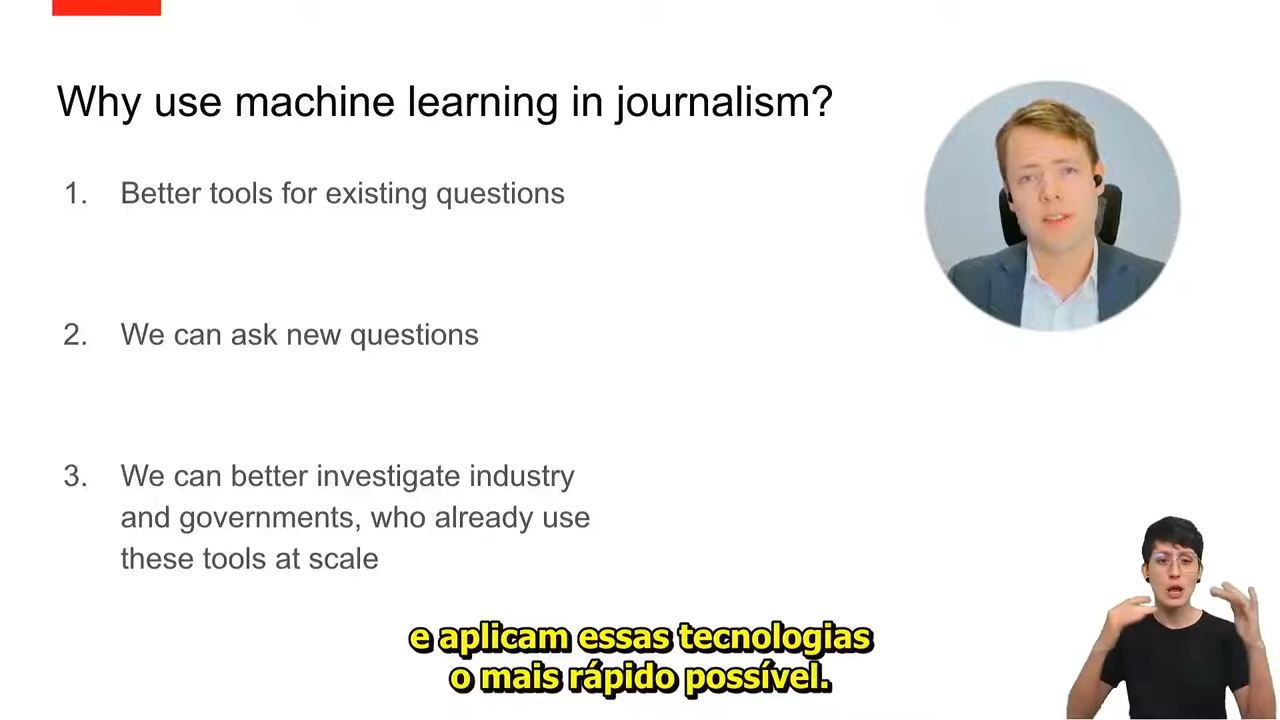 Why use machine learning in journalism?
1. Better tools for existing questions
2. We can ask new questions
3. We can better investigate industry
and governments, who already use
these tools at scale
e aplicam essas tecnologias
o mais rápido possível.